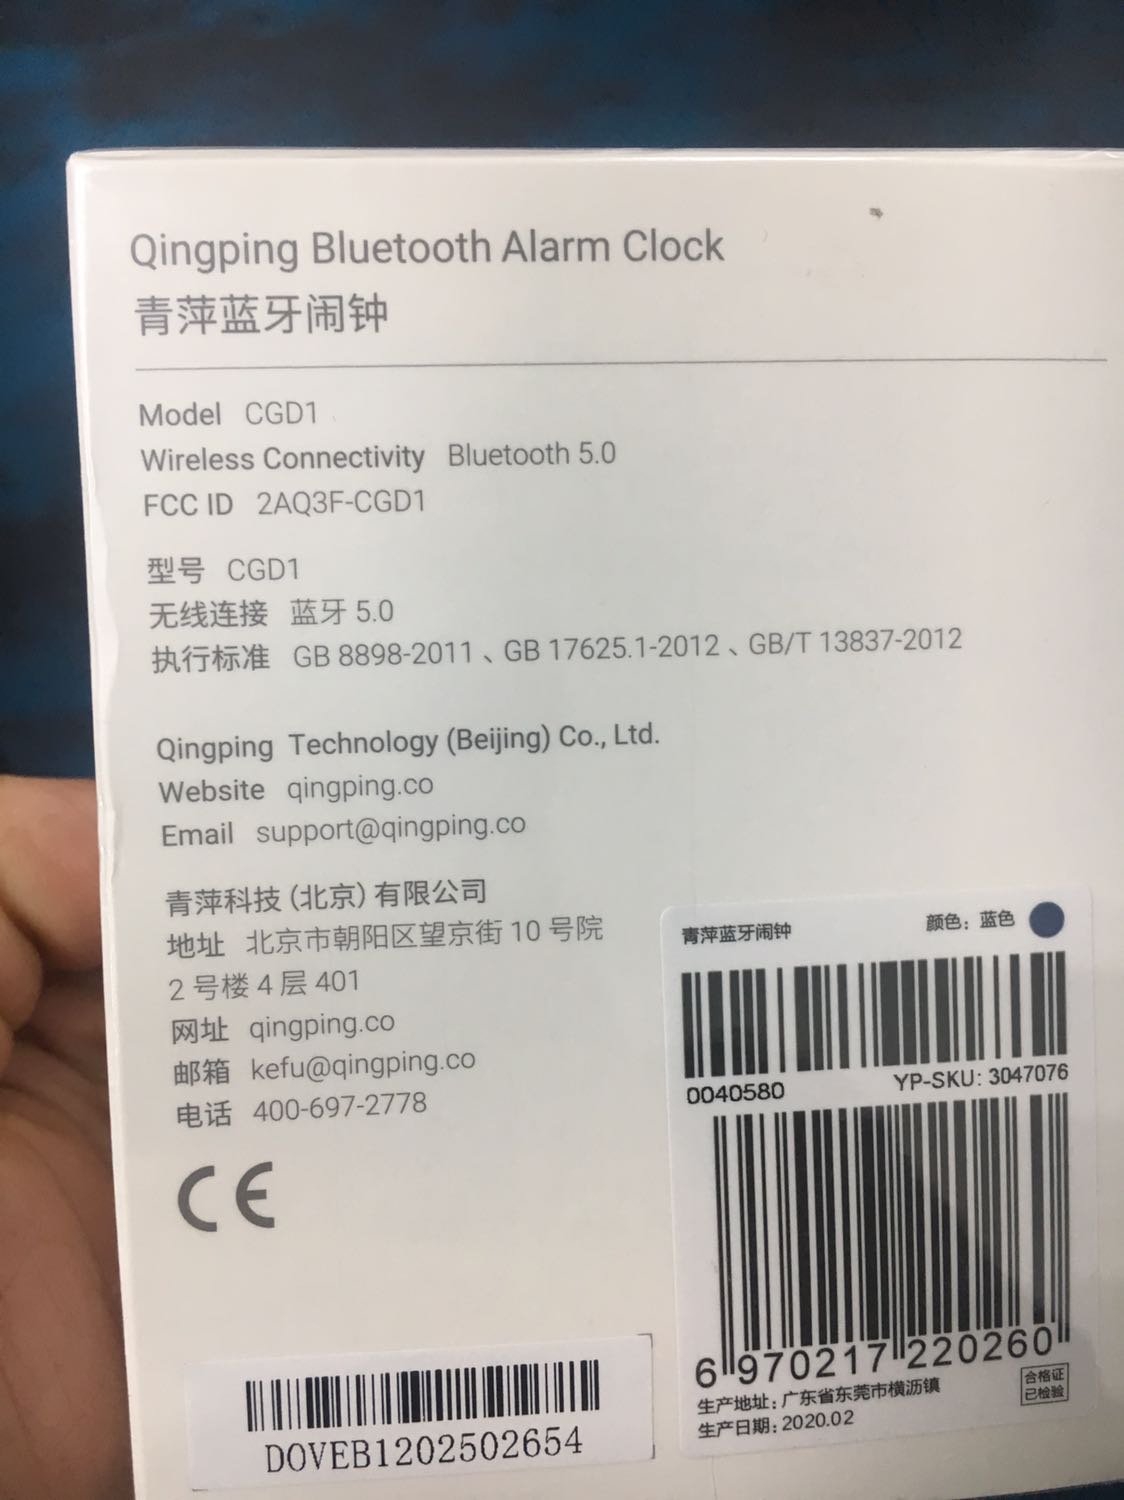 Qingping Bluetooth Alarm Clock
青萍蓝牙闹钟
Model CGD1
Wireless Connectivity Bluetooth 5.0
FCC ID 2AQ3F-CGD1
型号 CGD1
无线连接 蓝牙 5.0
执行标准 GB 8898-2011、GB 17625.1-2012、GB/T 13837-2012
Qingping Technology (Beijing) Co., Ltd.
Website qingping.co
Email support@qingping.co
青萍科技（北京）有限公司
地址 北京市朝阳区望京街 10 号院
2 号楼 4 层 401
网址 qingping.co
邮箱 kefu@qingping.co
电话 400-697-2778
CE
青萍蓝牙闹钟 颜色：蓝色
0040580 YP-SKU: 3047076
6 970217 220260
生产地址：广东省东莞市横沥镇
生产日期：2020.02
合格证
已检验
DOVEB1202502654